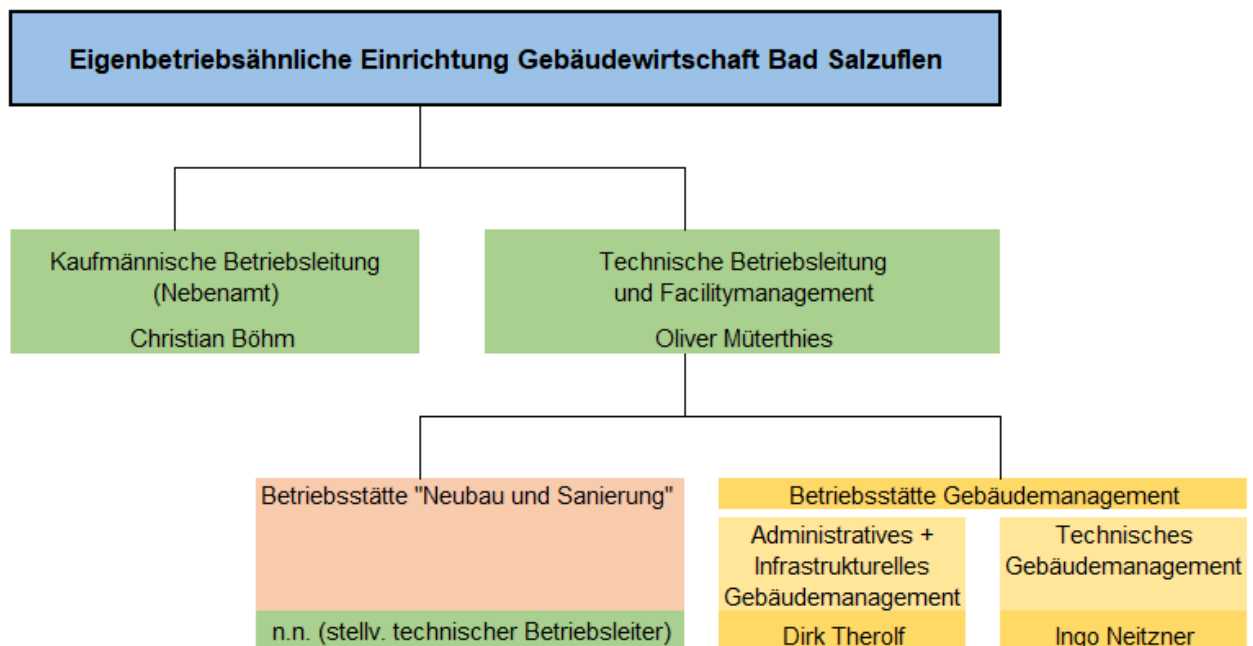 Eigenbetriebsähnliche Einrichtung Gebäudewirtschaft Bad Salzuflen
Kaufmännische Betriebsleitung
(Nebenamt)
Christian Böhm
Technische Betriebsleitung
und Facilitymanagement
Oliver Müterthies
Betriebsstätte "Neubau und Sanierung"
n.n. (stellv. technischer Betriebsleiter)
Betriebsstätte Gebäudemanagement
Administratives +
Infrastrukturelles
Gebäudemanagement
Dirk Therolf
Technisches
Gebäudemanagement
Ingo Neitzner